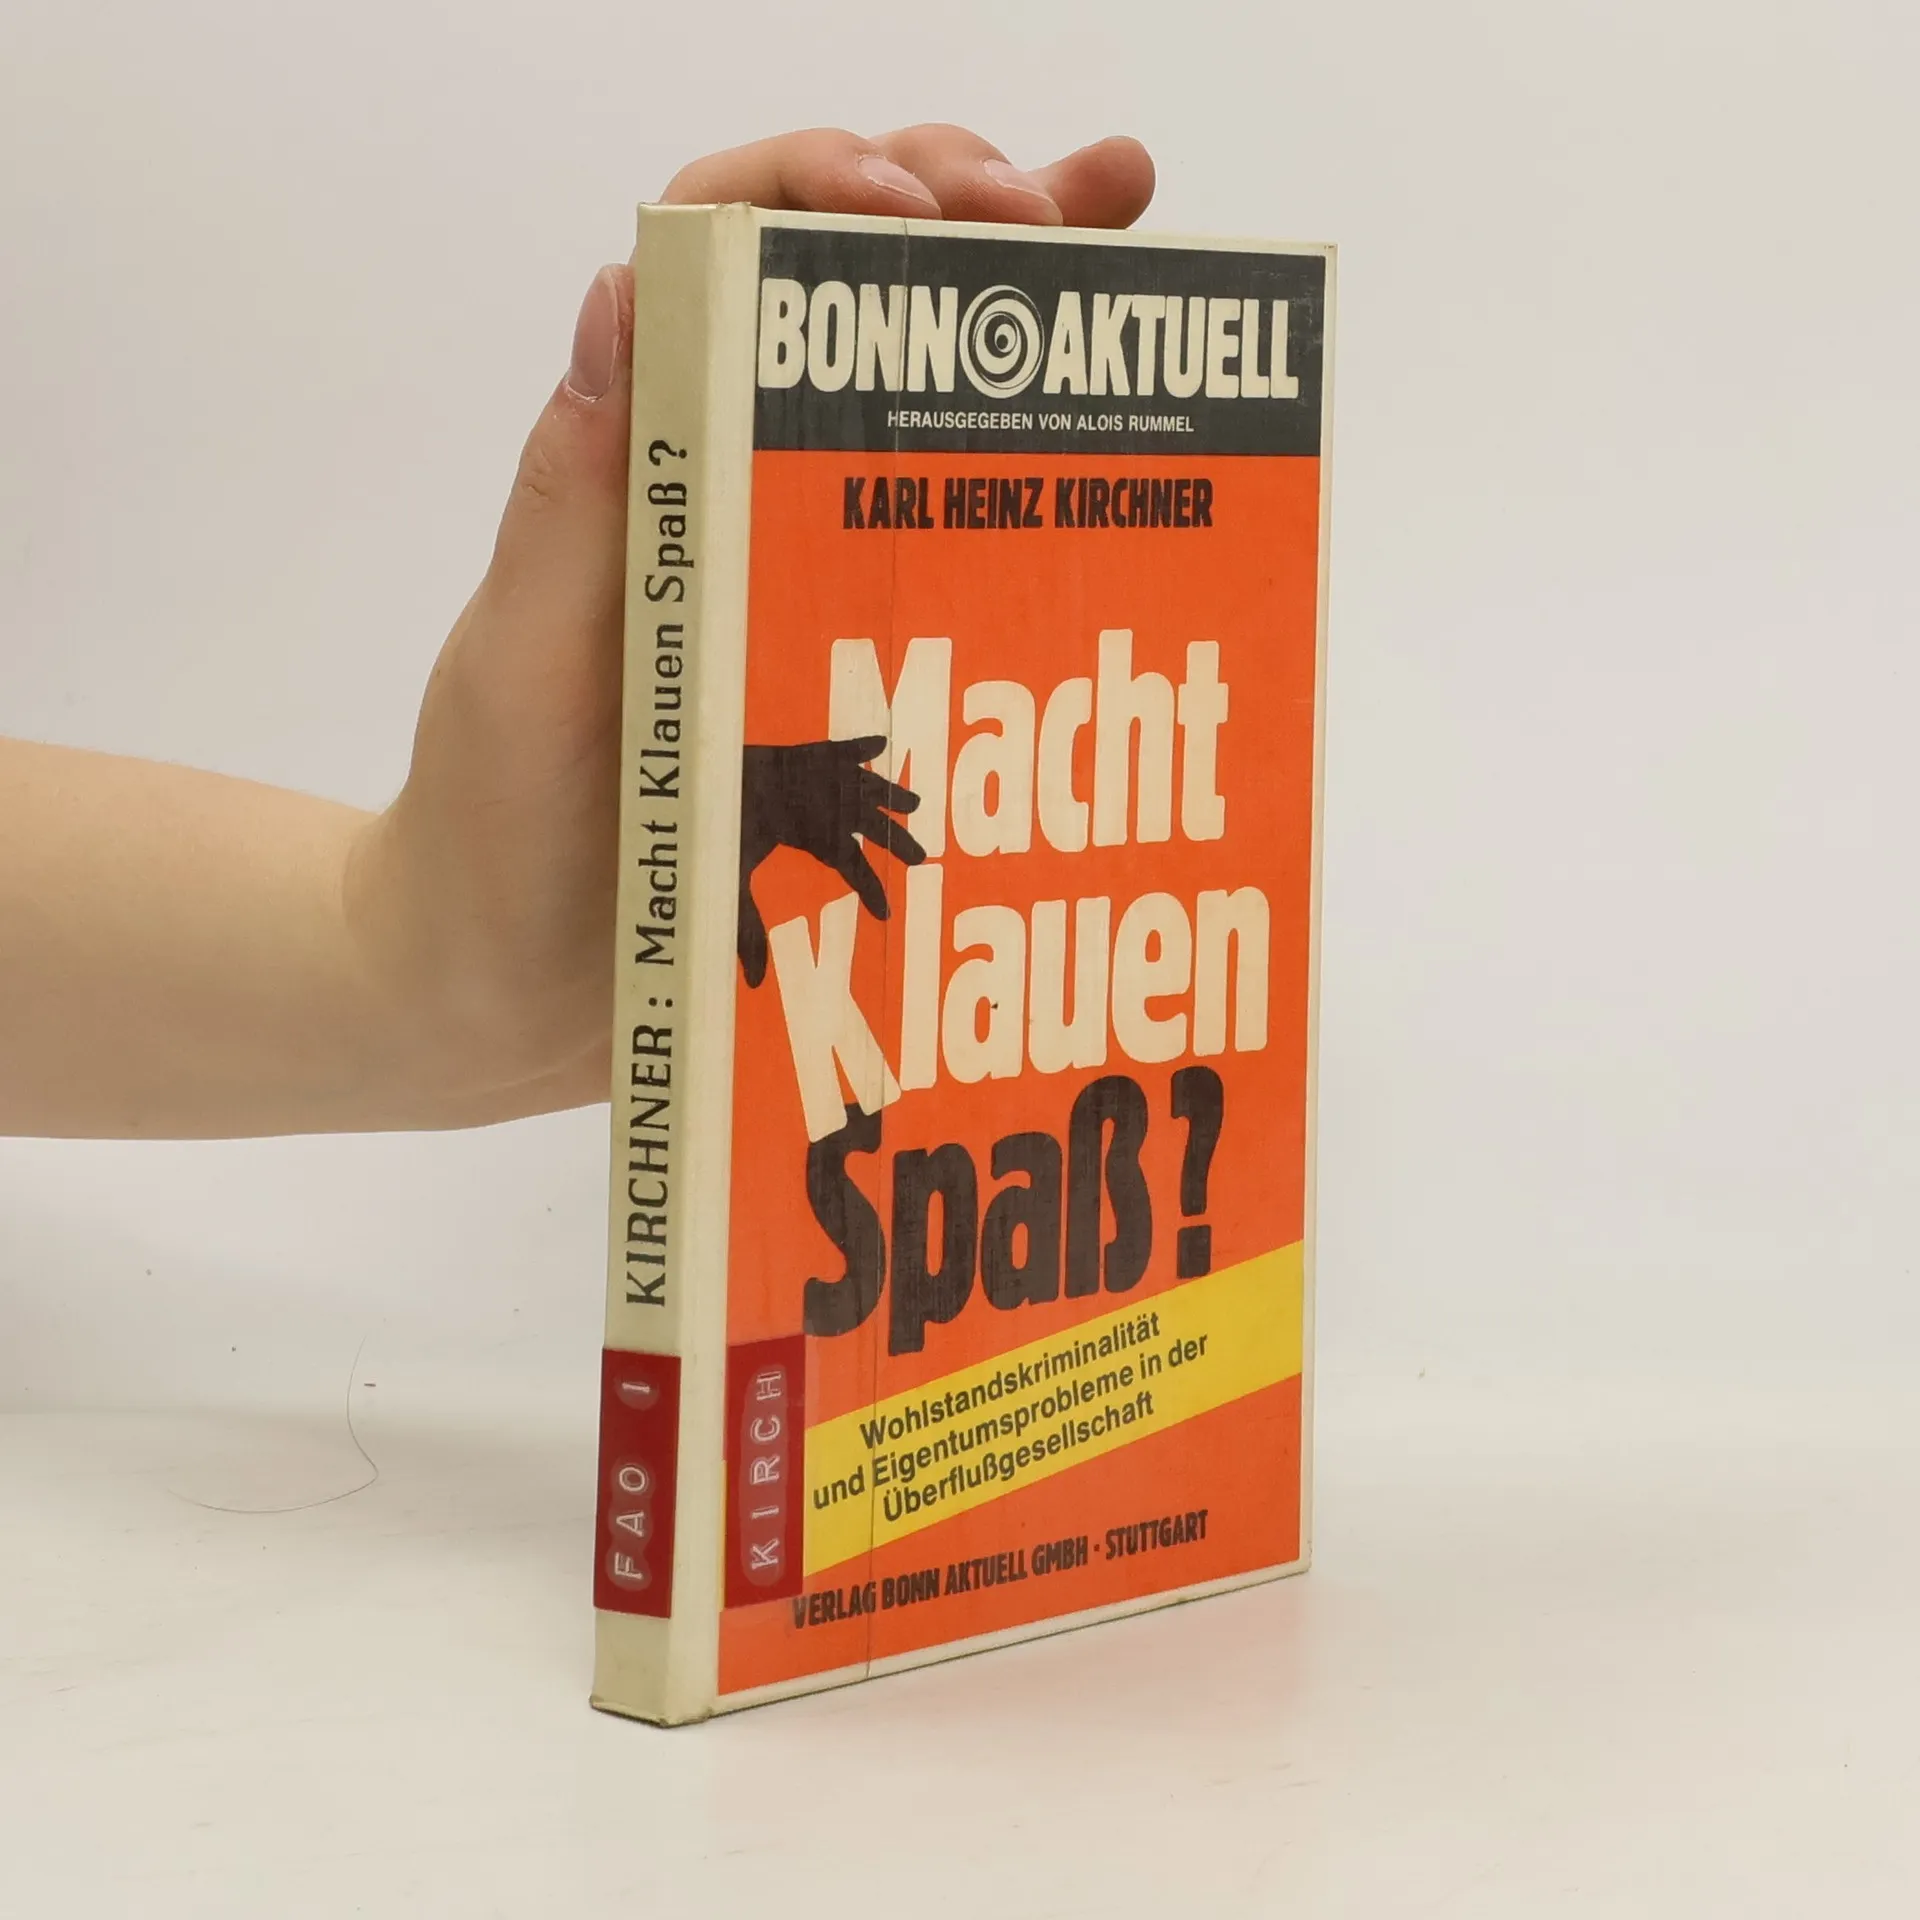 BONN AKTUELL
HERAUSGEGEBEN VON ALOIS RUMMEL
KARL HEINZ KIRCHNER
Macht
Klauen
Spaß?
Wohlstandskriminalität
und Eigentumsprobleme in der
Überflußgesellschaft
VERLAG BONN AKTUELL GMBH · STUTTGART
KIRCHNER: Macht Klauen Spaß?
FAO I
KIRCH